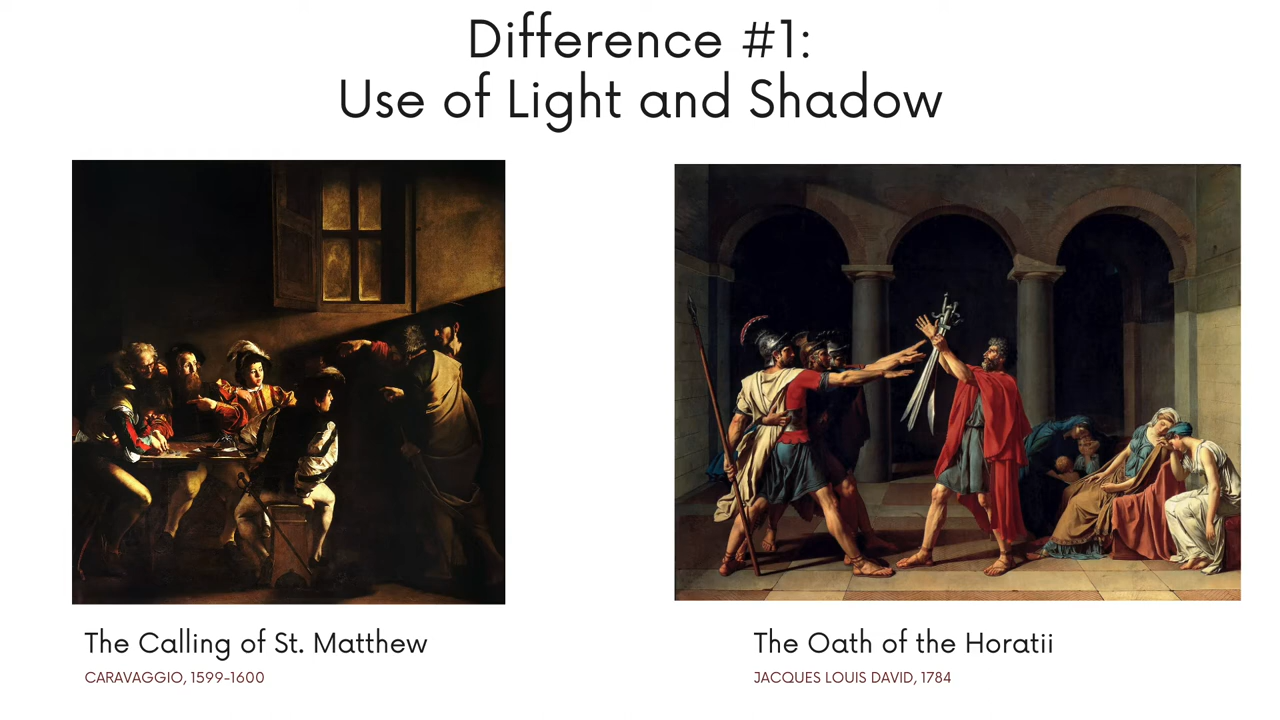 Difference #1:
Use of Light and Shadow
The Calling of St. Matthew
CARAVAGGIO, 1599-1600
The Oath of the Horatii
JACQUES LOUIS DAVID, 1784